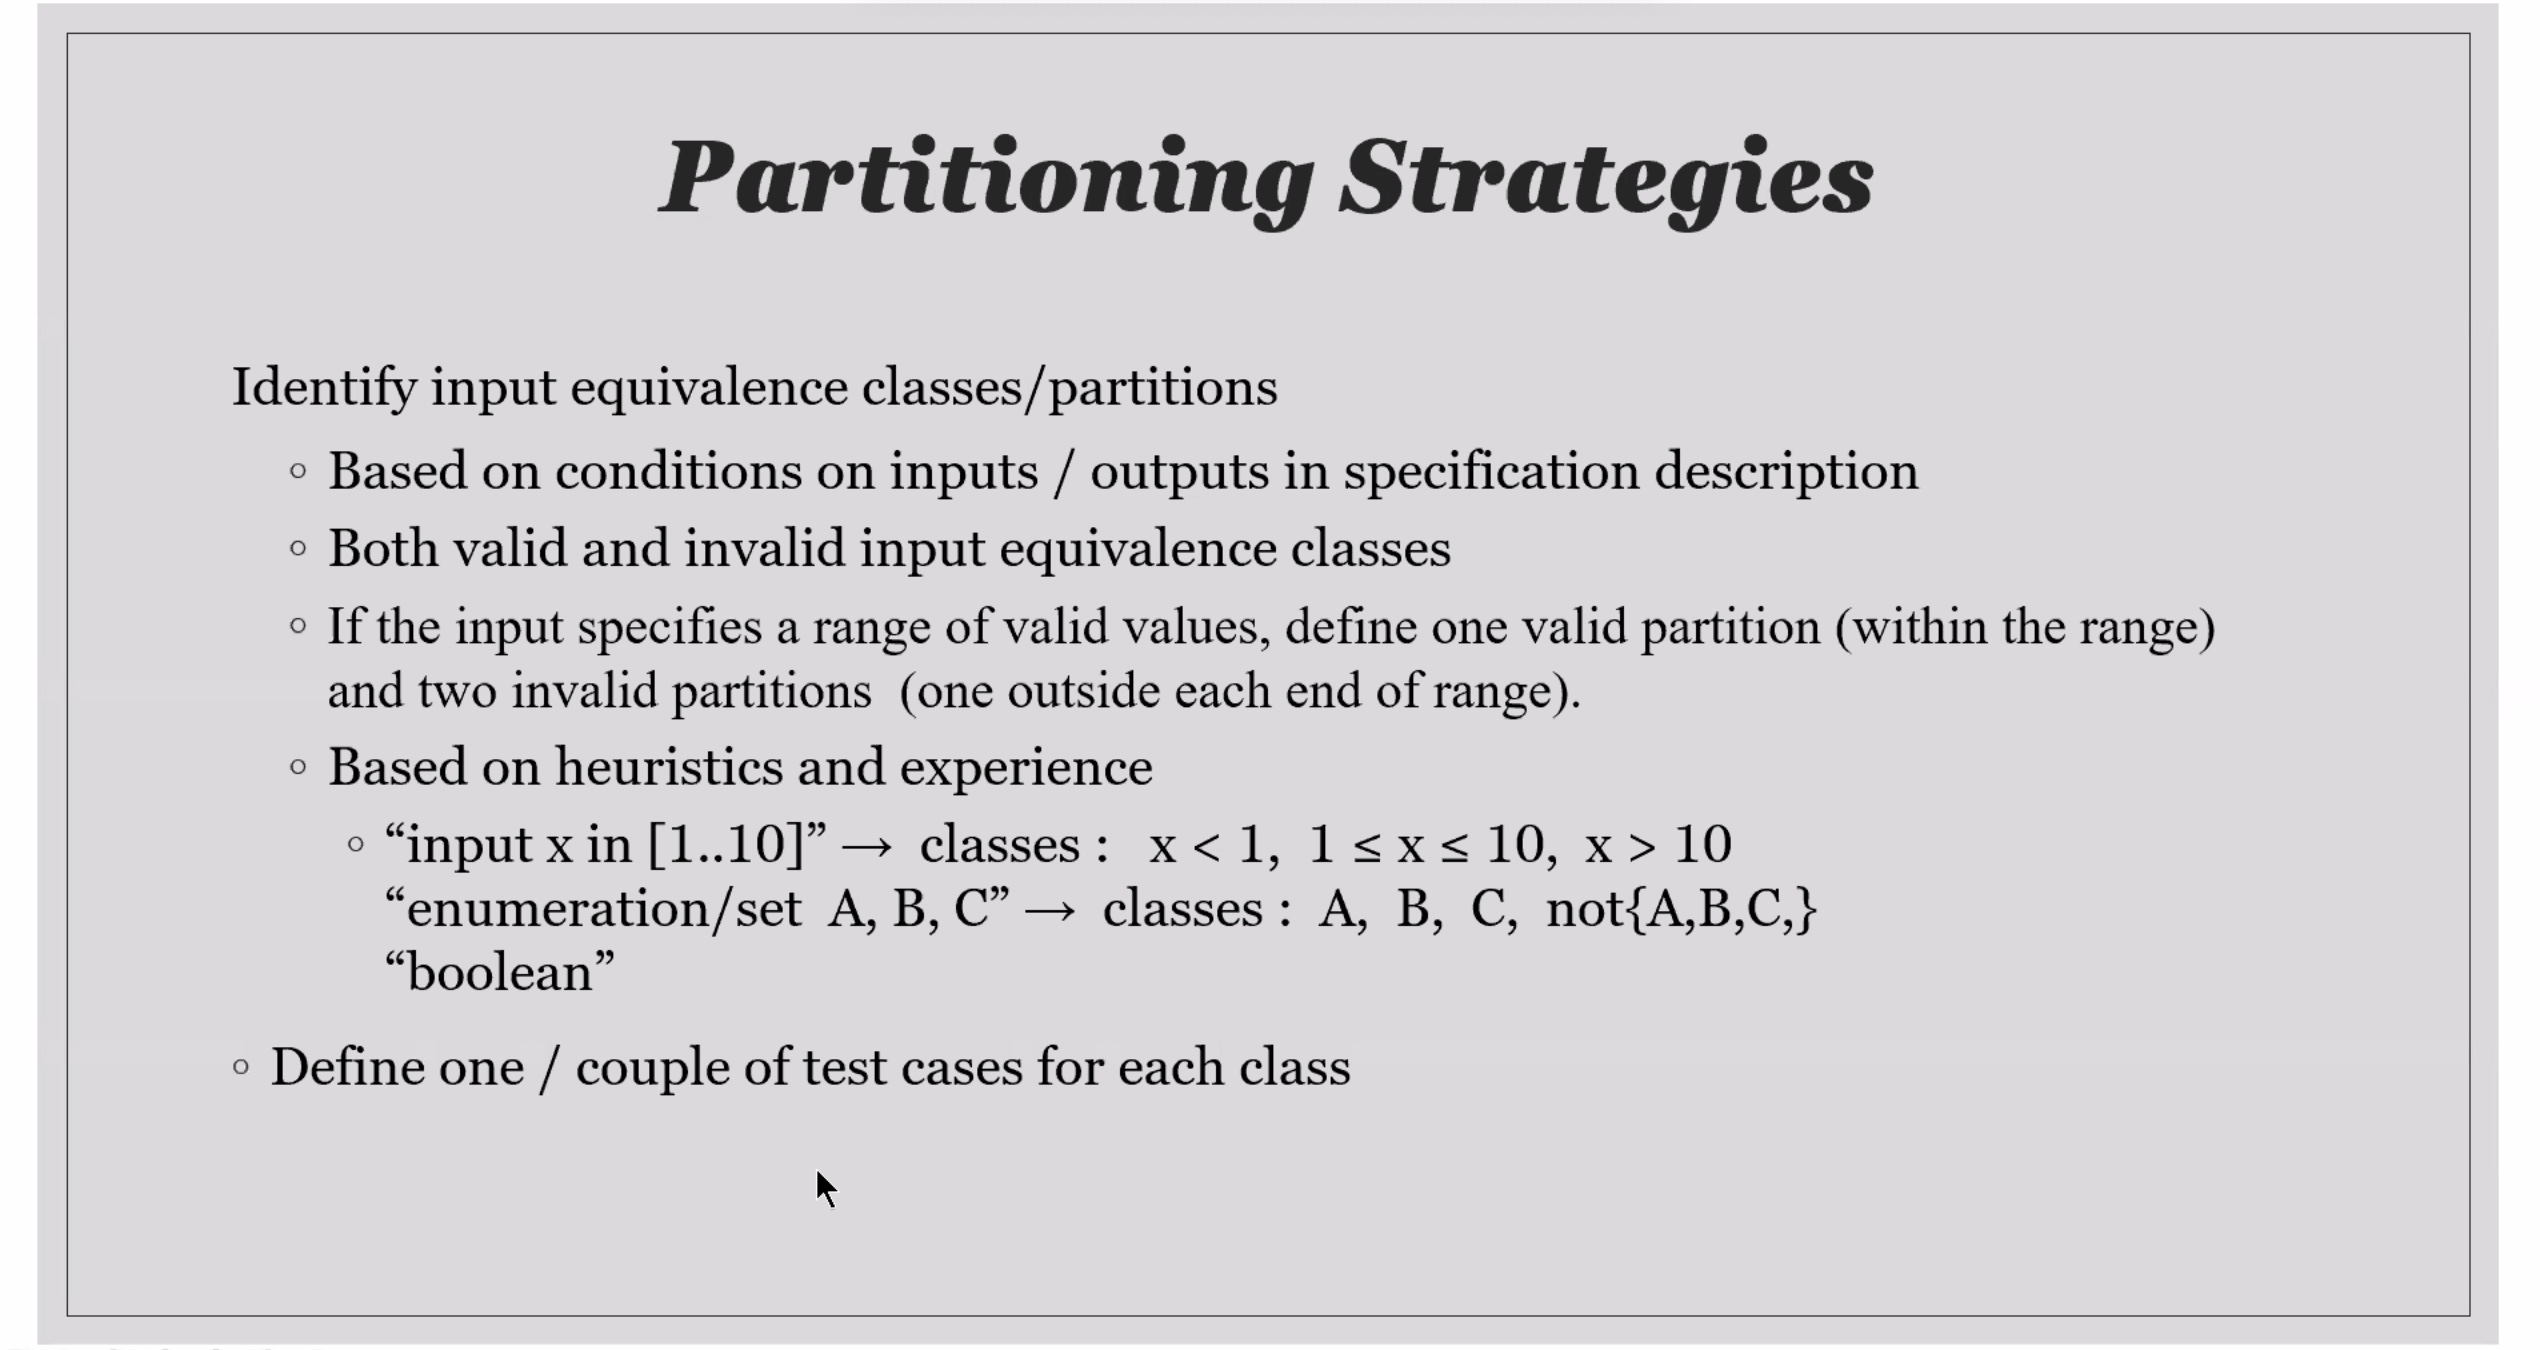 Partitioning Strategies
Identify input equivalence classes/partitions
◦ Based on conditions on inputs / outputs in specification description
◦ Both valid and invalid input equivalence classes
◦ If the input specifies a range of valid values, define one valid partition (within the range)
and two invalid partitions  (one outside each end of range).
◦ Based on heuristics and experience
◦ “input x in [1..10]” → classes :   x < 1,  1 ≤ x ≤ 10,  x > 10
“enumeration/set  A, B, C” →  classes :  A,  B,  C,  not{A,B,C,}
“boolean”
◦ Define one / couple of test cases for each class